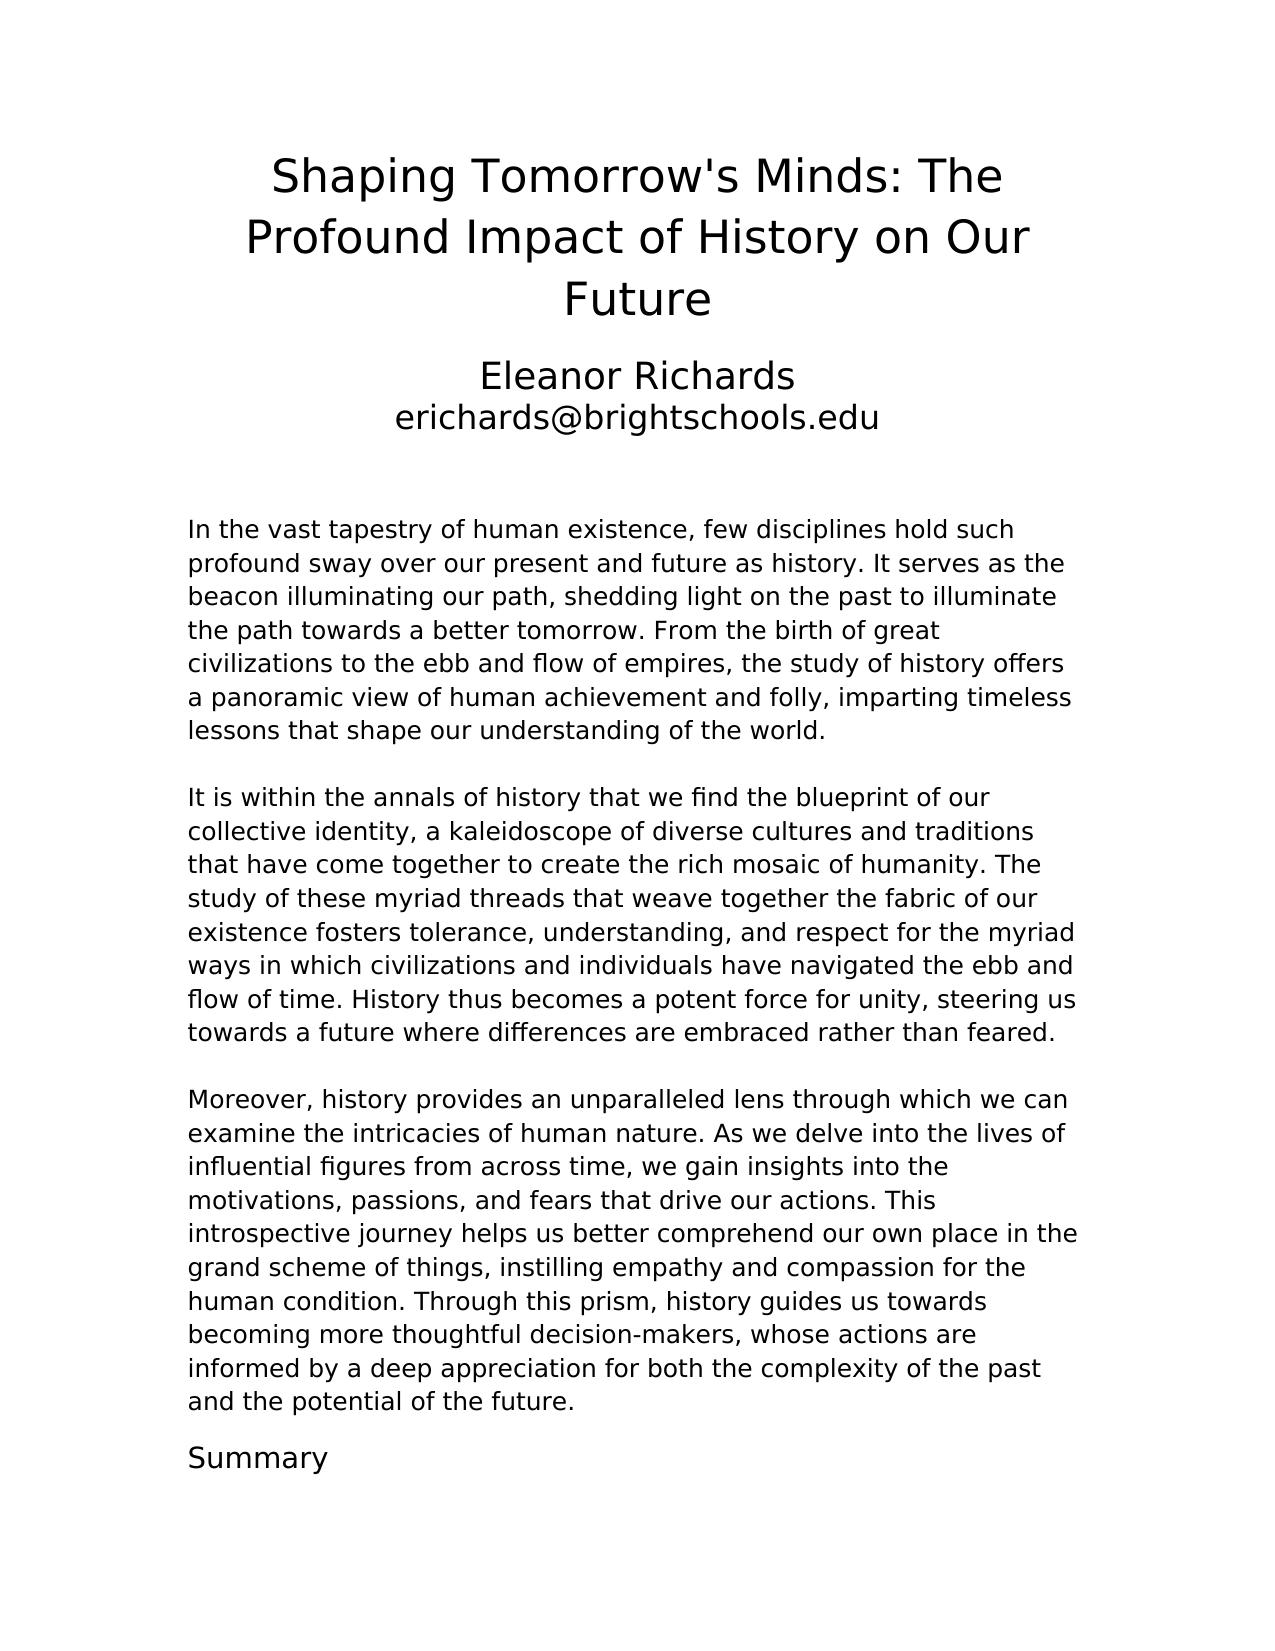 Shaping Tomorrow's Minds: The
Profound Impact of History on Our
Future
Eleanor Richards
erichards@brightschools.edu
In the vast tapestry of human existence, few disciplines hold such
profound sway over our present and future as history. It serves as the
beacon illuminating our path, shedding light on the past to illuminate
the path towards a better tomorrow. From the birth of great
civilizations to the ebb and flow of empires, the study of history offers
a panoramic view of human achievement and folly, imparting timeless
lessons that shape our understanding of the world.
It is within the annals of history that we find the blueprint of our
collective identity, a kaleidoscope of diverse cultures and traditions
that have come together to create the rich mosaic of humanity. The
study of these myriad threads that weave together the fabric of our
existence fosters tolerance, understanding, and respect for the myriad
ways in which civilizations and individuals have navigated the ebb and
flow of time. History thus becomes a potent force for unity, steering us
towards a future where differences are embraced rather than feared.
Moreover, history provides an unparalleled lens through which we can
examine the intricacies of human nature. As we delve into the lives of
influential figures from across time, we gain insights into the
motivations, passions, and fears that drive our actions. This
introspective journey helps us better comprehend our own place in the
grand scheme of things, instilling empathy and compassion for the
human condition. Through this prism, history guides us towards
becoming more thoughtful decision-makers, whose actions are
informed by a deep appreciation for both the complexity of the past
and the potential of the future.
Summary